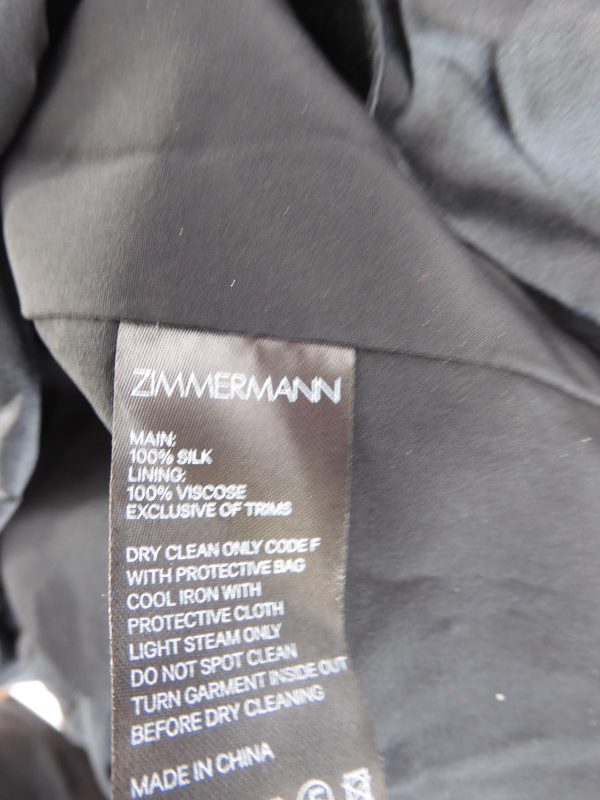 ZIMMERMANN
MAIN:
100% SILK
LINING:
100% VISCOSE
EXCLUSIVE OF TRIMS
DRY CLEAN ONLY CODE F
WITH PROTECTIVE BAG
COOL IRON WITH
PROTECTIVE CLOTH
LIGHT STEAM ONLY
DO NOT SPOT CLEAN
TURN GARMENT INSIDE OUT
BEFORE DRY CLEANING
MADE IN CHINA